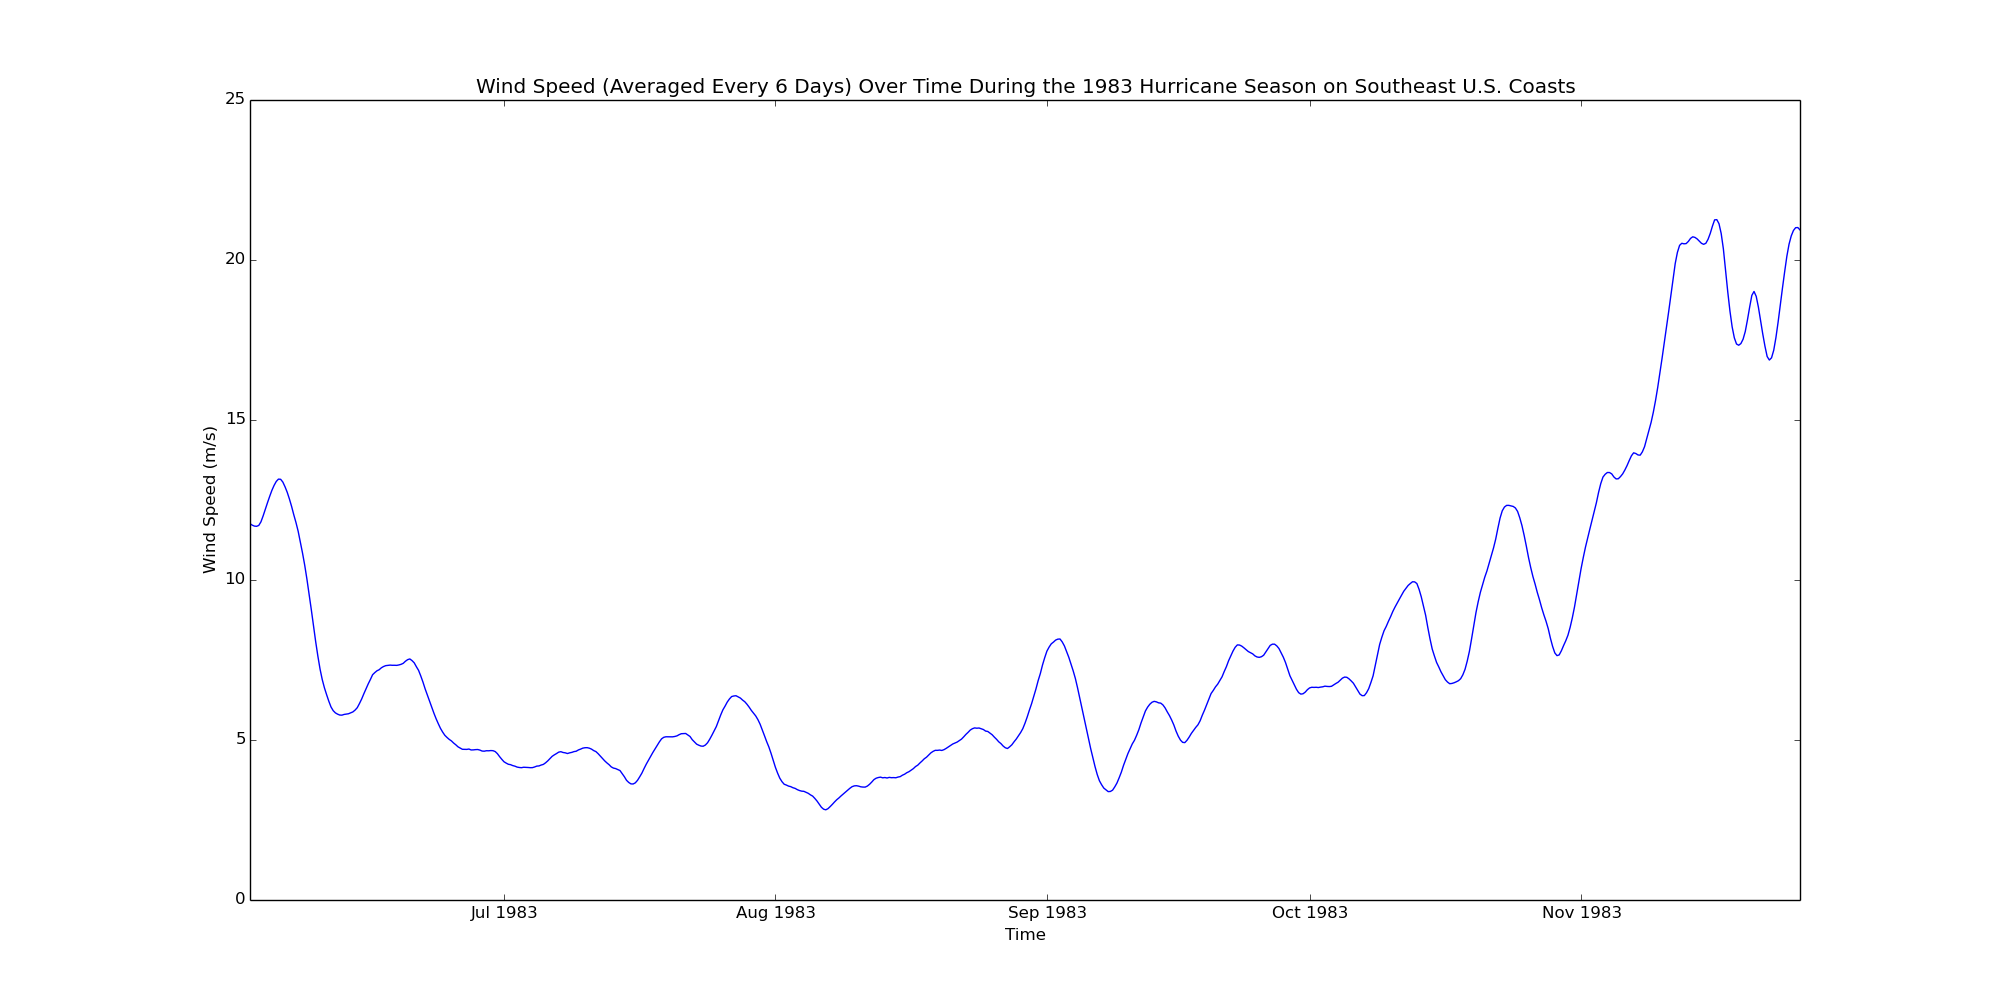 Wind Speed (Averaged Every 6 Days) Over Time During the 1983 Hurricane Season on Southeast U.S. Coasts
25
20
15
10
5
0
Wind Speed (m/s)
Jul 1983
Aug 1983
Sep 1983
Oct 1983
Nov 1983
Time